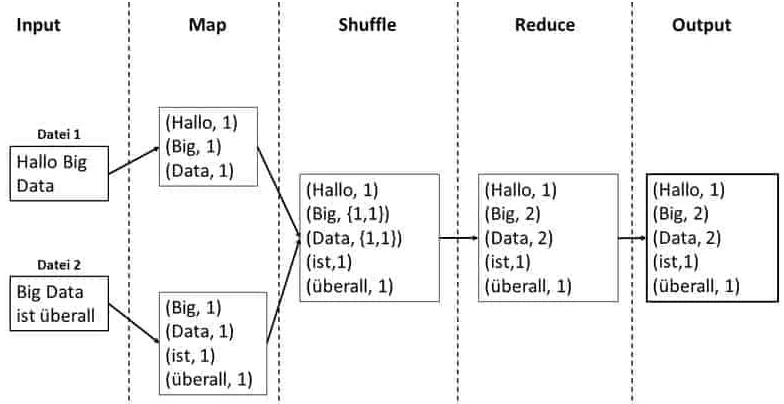 Input
Map
Shuffle
Reduce
Output
Datei 1
Hallo Big
Data
Datei 2
Big Data
ist überall
(Hallo, 1)
(Big, 1)
(Data, 1)
(Big, 1)
(Data, 1)
(ist, 1)
(überall, 1)
(Hallo, 1)
(Big, {1,1})
(Data, {1,1})
(ist,1)
(überall, 1)
(Hallo, 1)
(Big, 2)
(Data, 2)
(ist,1)
(überall, 1)
(Hallo, 1)
(Big, 2)
(Data, 2)
(ist,1)
(überall, 1)